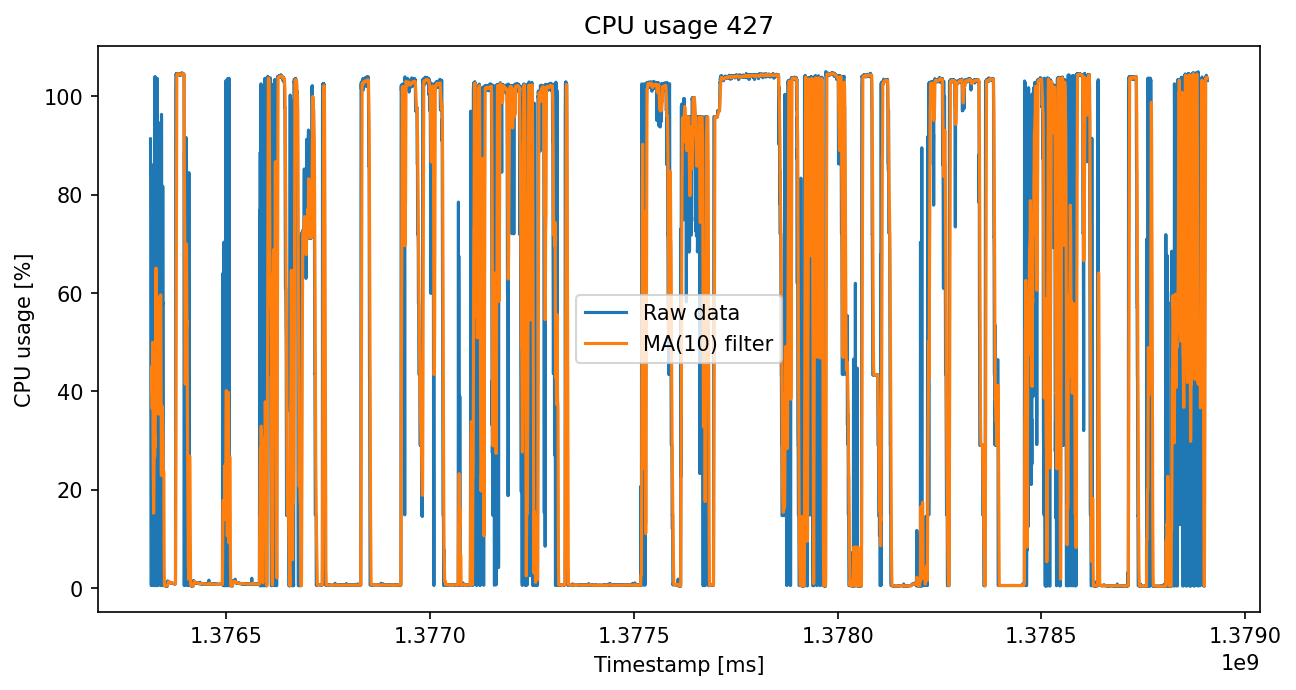 CPU usage 427
CPU usage [%]
100
80
60
40
20
0
Raw data
MA(10) filter
1.3765 1.3770 1.3775 1.3780 1.3785 1.3790
1e9
Timestamp [ms]